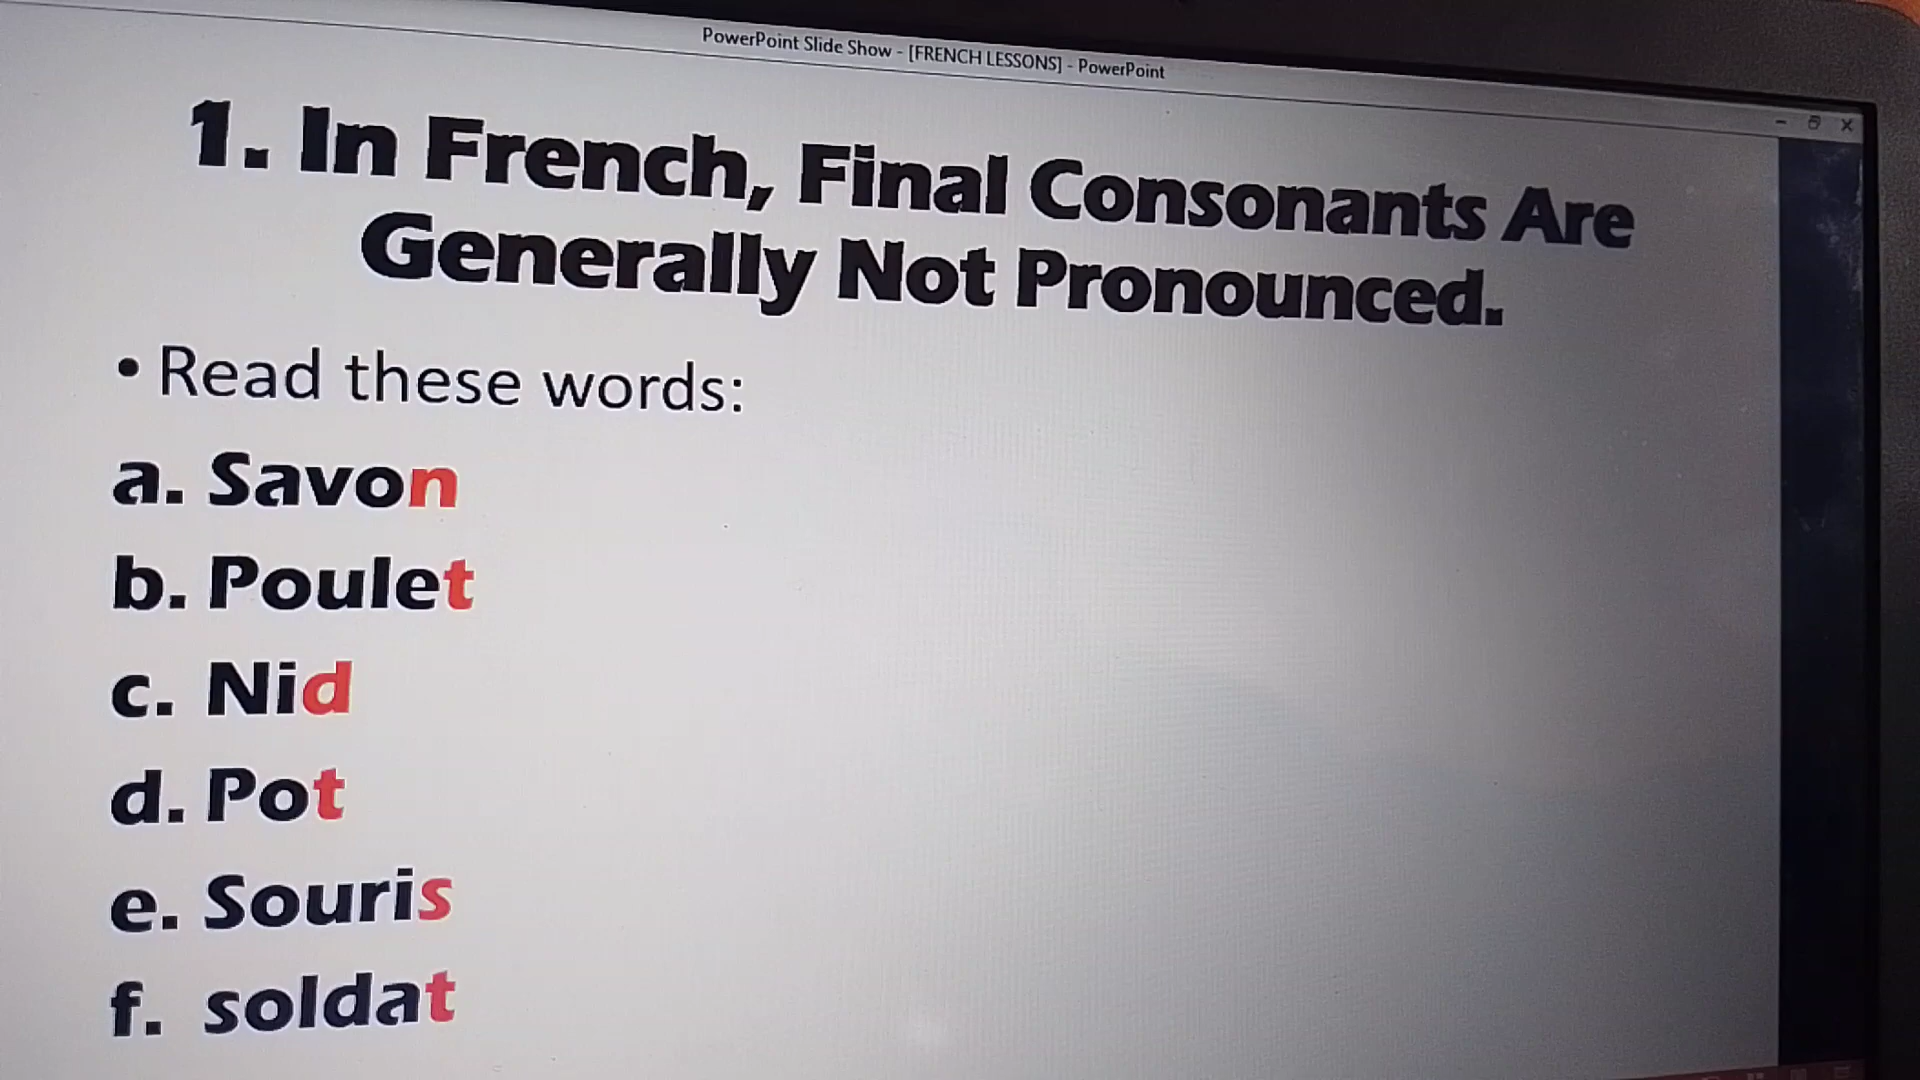 PowerPoint Slide Show - [FRENCH LESSONS] - PowerPoint
1. In French, Final Consonants Are
Generally Not Pronounced.
• Read these words:
a. Savon
b. Poulet
c. Nid
d. Pot
e. Souris
f. soldat